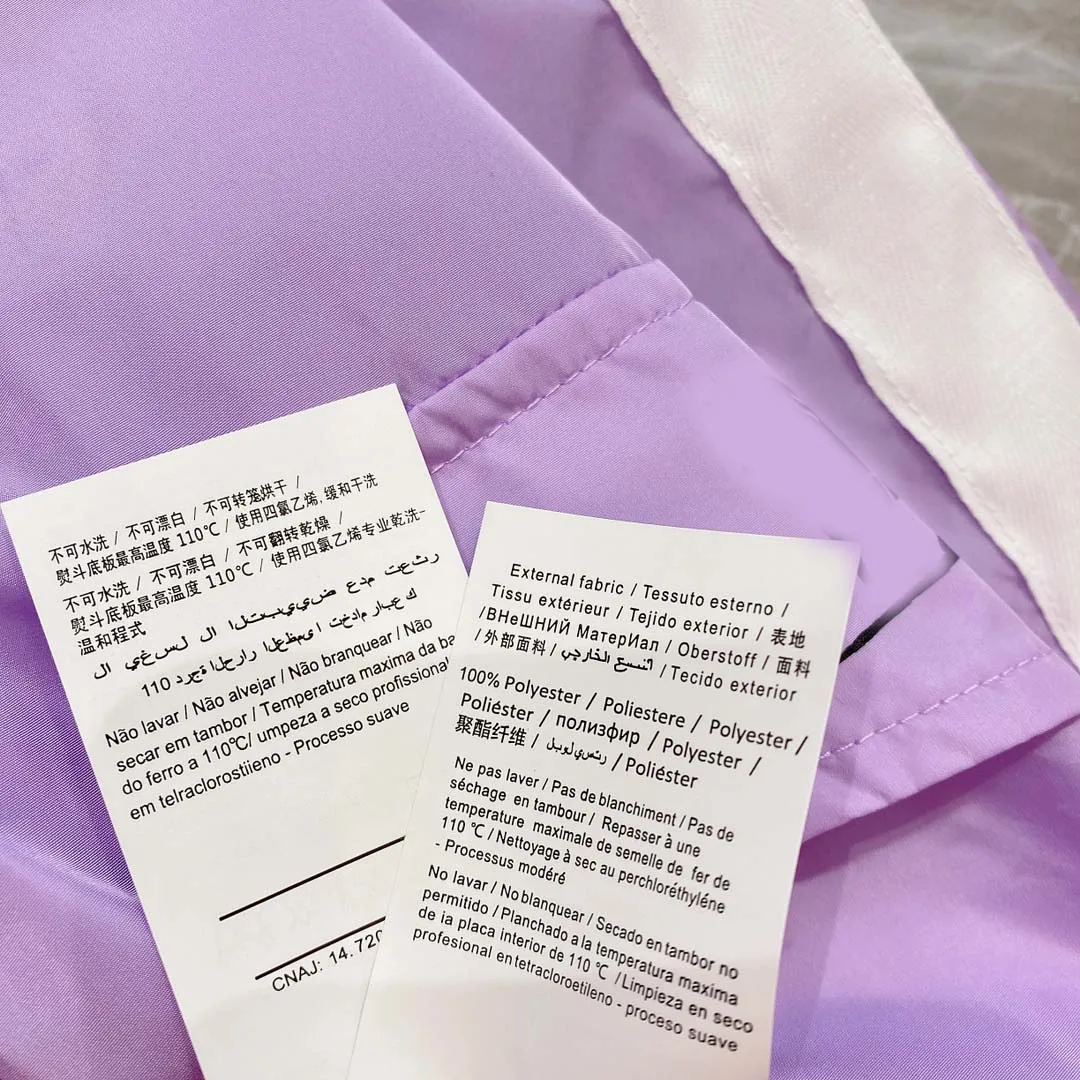 不可水洗 / 不可漂白 / 不可转笼烘干 /
熨斗底板最高温度 110℃ / 使用四氯乙烯, 缓和干洗
不可水洗 / 不可漂白 / 不可翻转乾燥 /
熨斗底板最高温度 110℃ / 使用四氯乙烯专业乾洗-
温和程式
110
Não lavar / Não alvejar / Não branquear / Não
secar em tambor / Temperatura maxima da ba
do ferro a 110℃/ umpeza a seco profissional
em telraclorostiieno - Processo suave
CNAJ: 14.720
External fabric / Tessuto esterno /
Tissu extérieur / Tejido exterior / 表地
/ВНеШНИЙ МатерИал / Oberstoff / 面料
/ 外部面料 / / Tecido exterior
100% Polyester / Poliestere / Polyester /
Poliéster / полизфир / Polyester /
聚酯纤维 / / Poliéster
Ne pas laver / Pas de blanchiment / Pas de
séchage en tambour / Repasser à une
temperature maximale de semelle de fer de
110 ℃ / Nettoyage à sec au perchloréthyléne
- Processus modéré
No lavar / No blanquear / Secado en tambor no
permitido / Planchado a la temperatura maxima
de ia placa interior de 110 ℃ / Limpieza en seco
profesional en tetracloroetileno - proceso suave